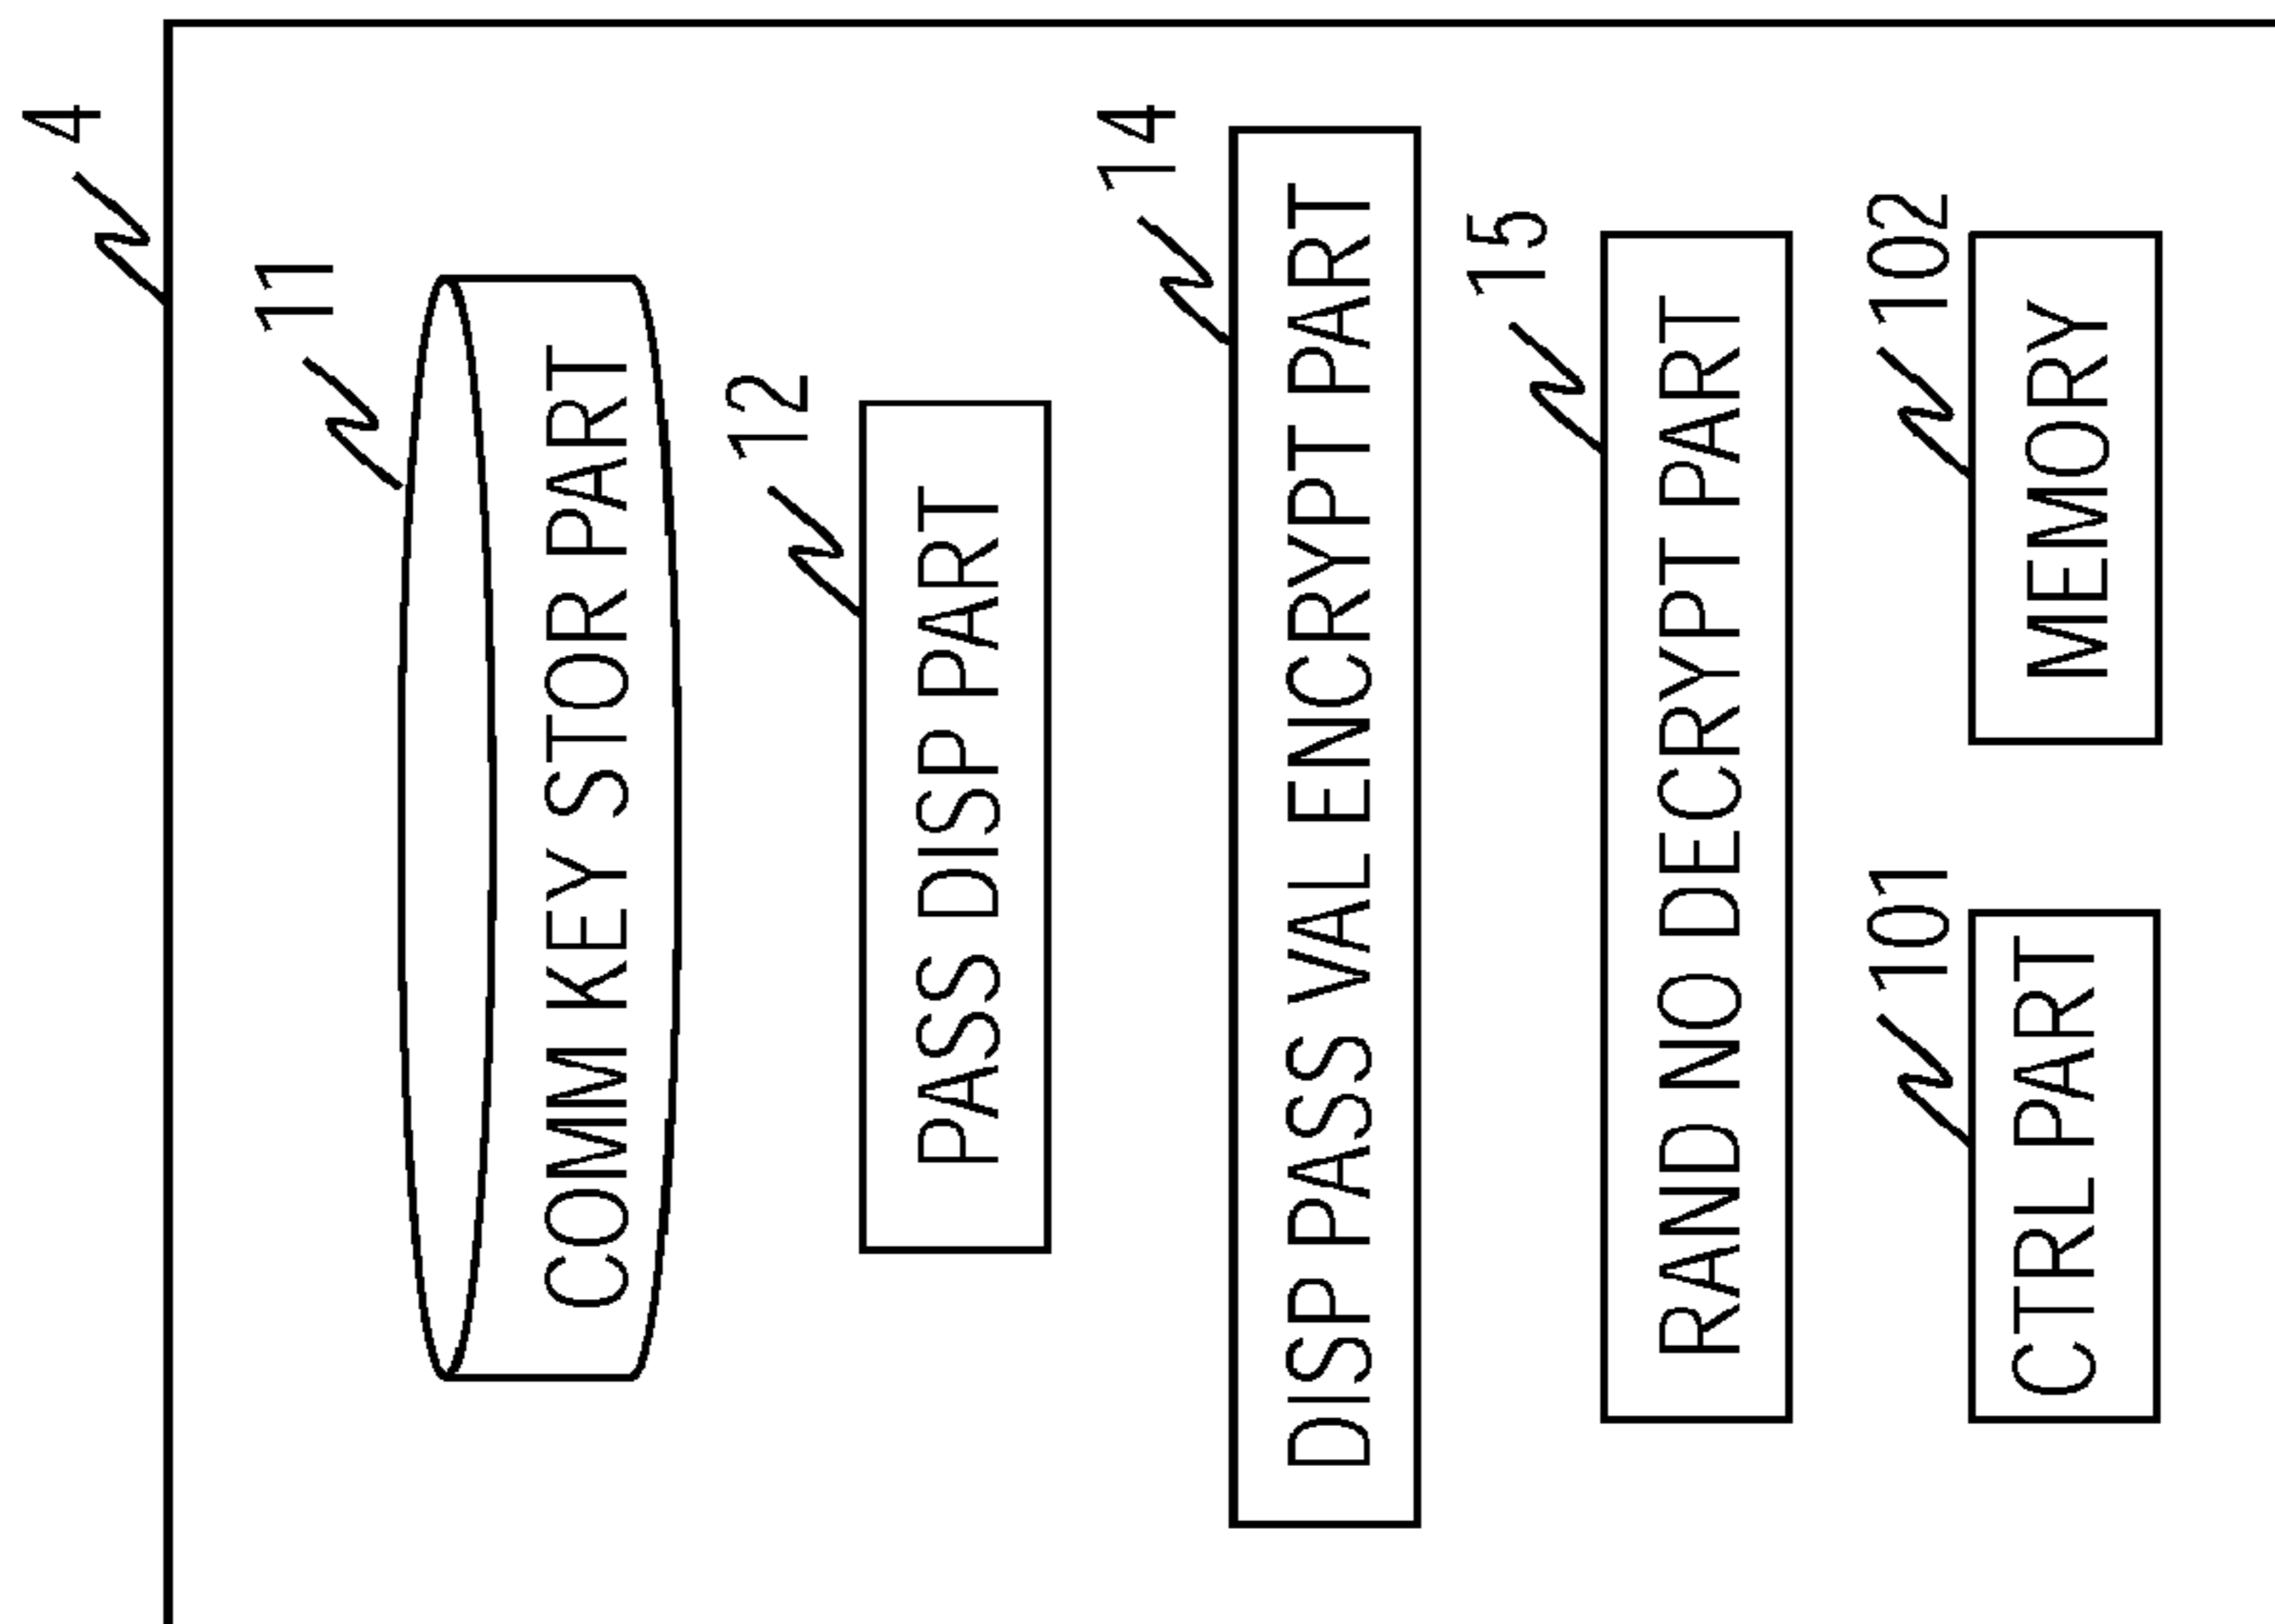 4
11
COMM KEY STOR PART
12
PASS DISP PART
14
DISP PASS VAL ENCRYPT PART
15
RAND NO DECRYPT PART
101
CTRL PART
102
MEMORY